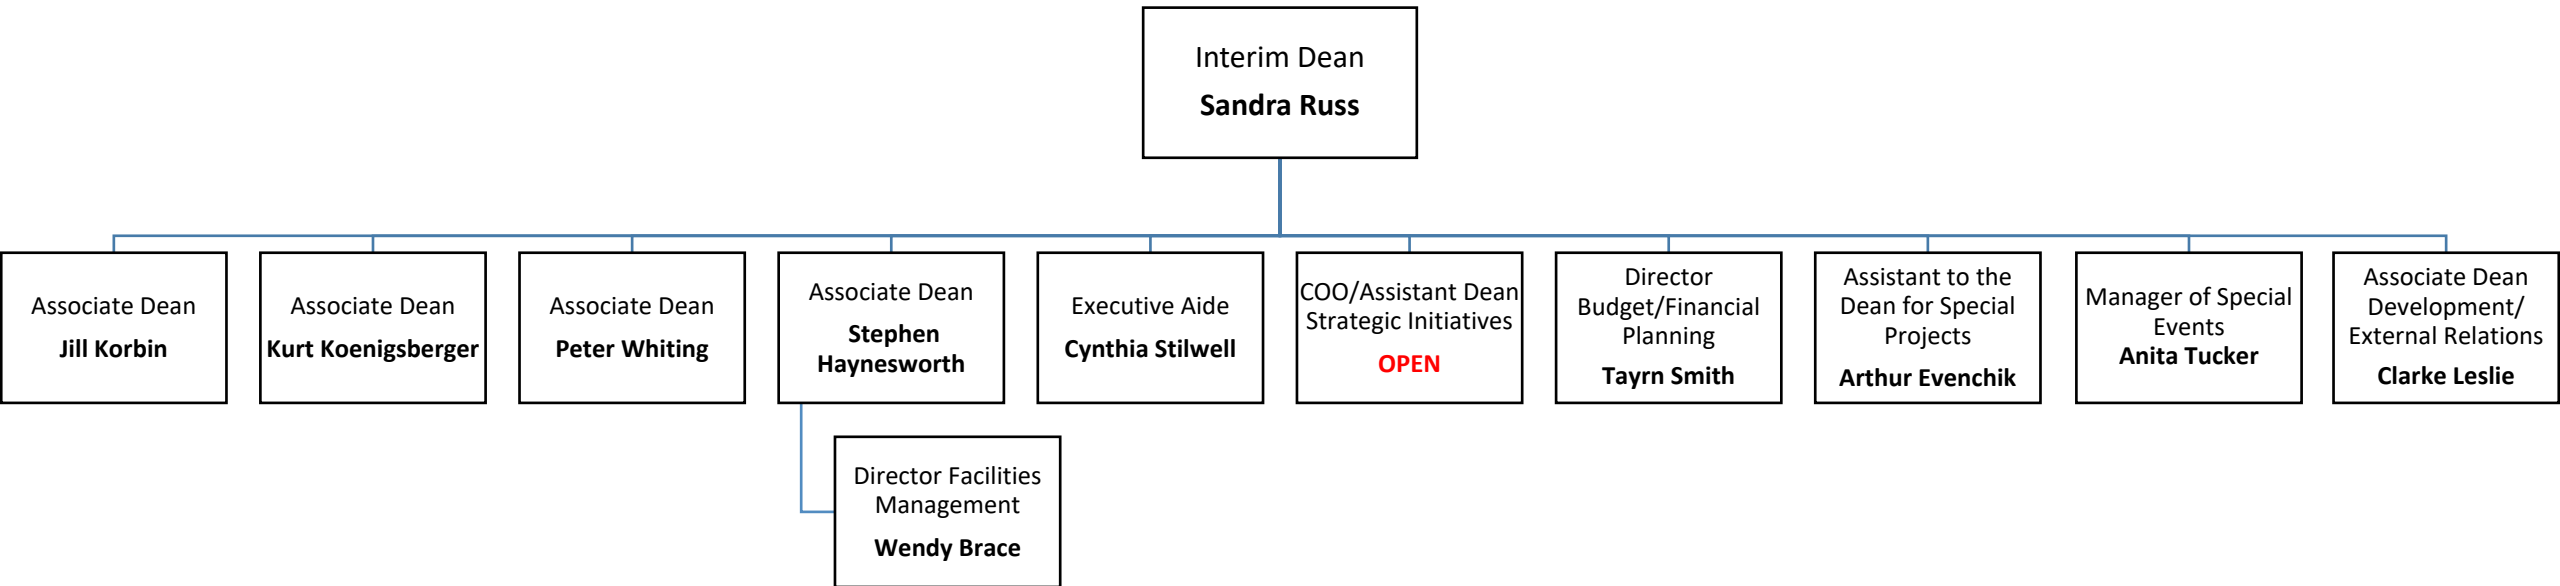 Interim Dean
Sandra Russ
Associate Dean
Jill Korbin
Associate Dean
Kurt Koenigsberger
Associate Dean
Peter Whiting
Associate Dean
Stephen
Haynesworth
Executive Aide
Cynthia Stilwell
COO/Assistant Dean
Strategic Initiatives
OPEN
Director
Budget/Financial
Planning
Tayrn Smith
Assistant to the
Dean for Special
Projects
Arthur Evenchik
Manager of Special
Events
Anita Tucker
Associate Dean
Development/
External Relations
Clarke Leslie
Director Facilities
Management
Wendy Brace